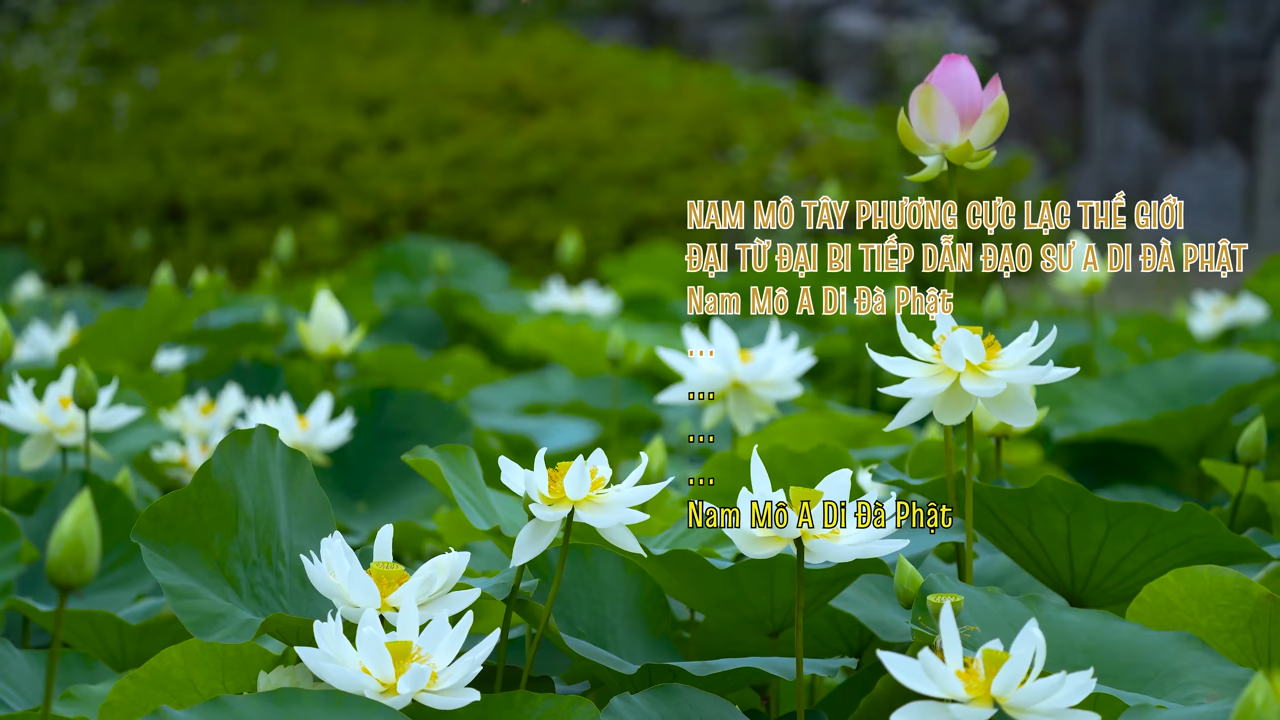 NAM MÔ TÂY PHƯƠNG CỰC LẠC THẾ GIỚI
ĐẠI TỪ ĐẠI BI TIẾP DẪN ĐẠO SƯ A DI ĐÀ PHẬT
Nam Mô A Di Đà Phật
...
...
...
...
Nam Mô A Di Đà Phật